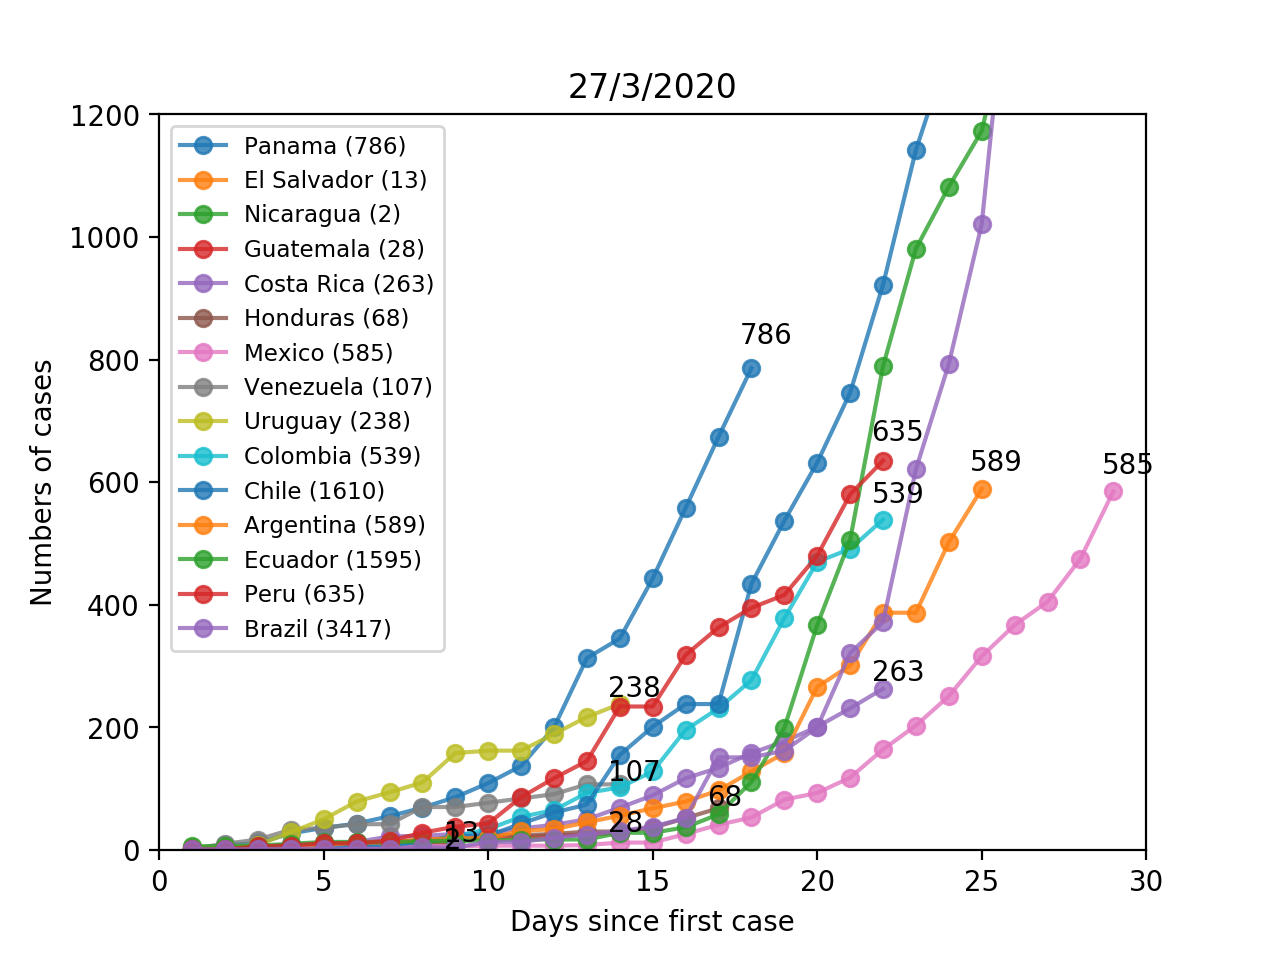 27/3/2020
1200
1000
800
600
400
200
0
Numbers of cases
Panama (786)
El Salvador (13)
Nicaragua (2)
Guatemala (28)
Costa Rica (263)
Honduras (68)
Mexico (585)
Venezuela (107)
Uruguay (238)
Colombia (539)
Chile (1610)
Argentina (589)
Ecuador (1595)
Peru (635)
Brazil (3417)
786
635
589
585
539
263
238
107
68
28
13
2
0 5 10 15 20 25 30
Days since first case